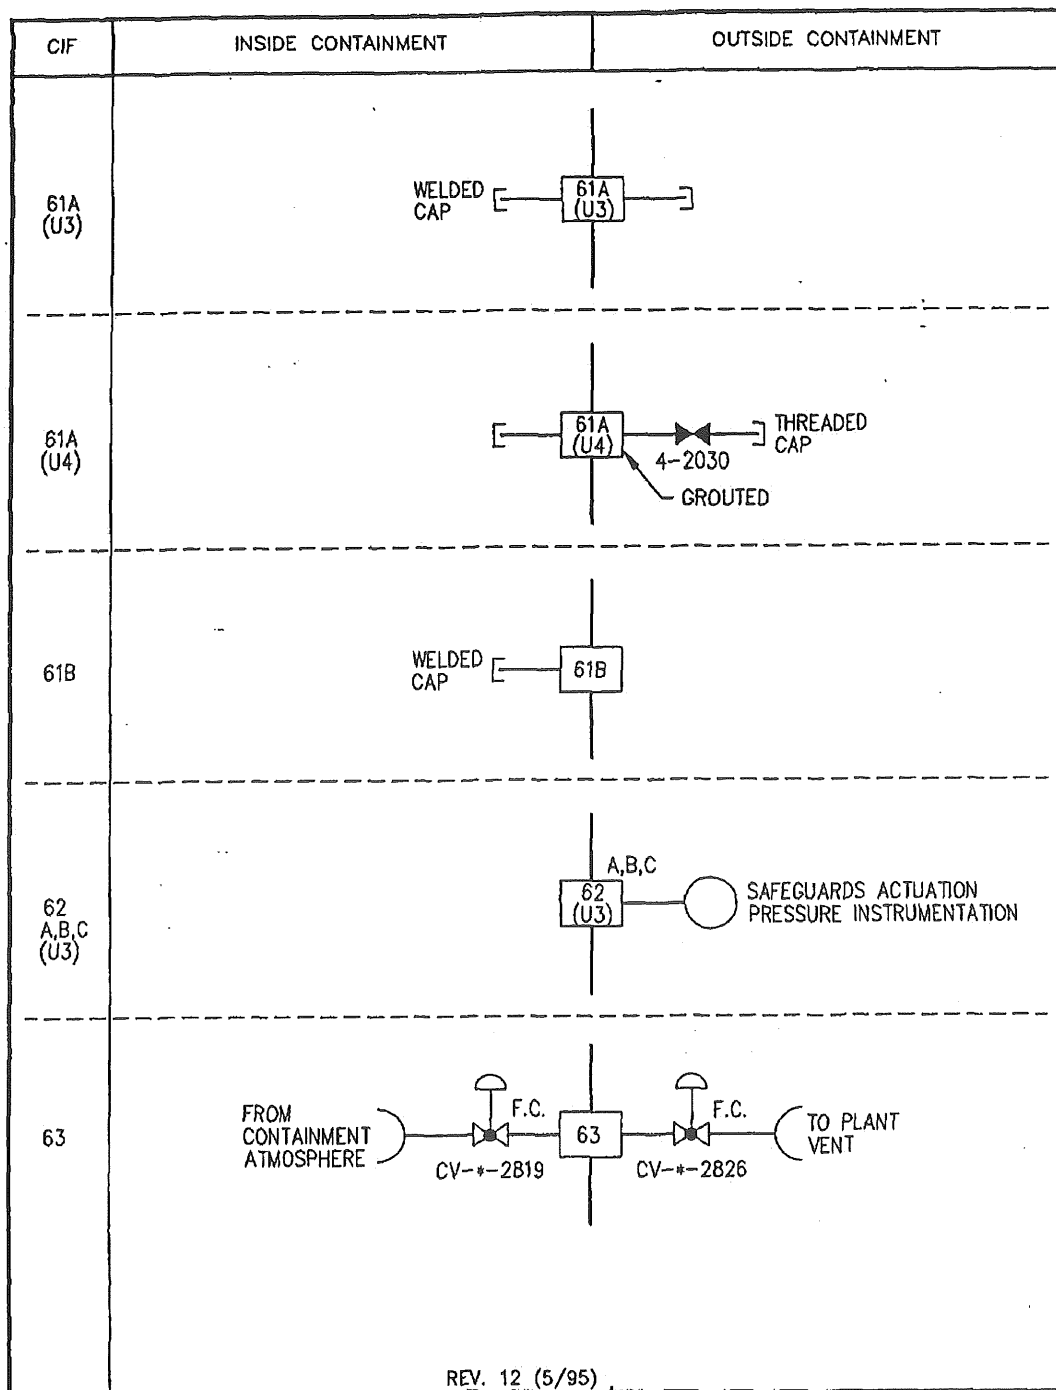 CIF
INSIDE CONTAINMENT
OUTSIDE CONTAINMENT
61A
(U3)
WELDED
CAP
61A
(U3)
61A
(U4)
61A
(U4)
4-2030
THREADED
CAP
GROUTED
61B
WELDED
CAP
61B
62
A,B,C
(U3)
A,B,C
62
(U3)
SAFEGUARDS ACTUATION
PRESSURE INSTRUMENTATION
63
FROM
CONTAINMENT
ATMOSPHERE
F.C.
CV-*-2819
63
F.C.
CV-*-2826
TO PLANT
VENT
REV. 12 (5/95)